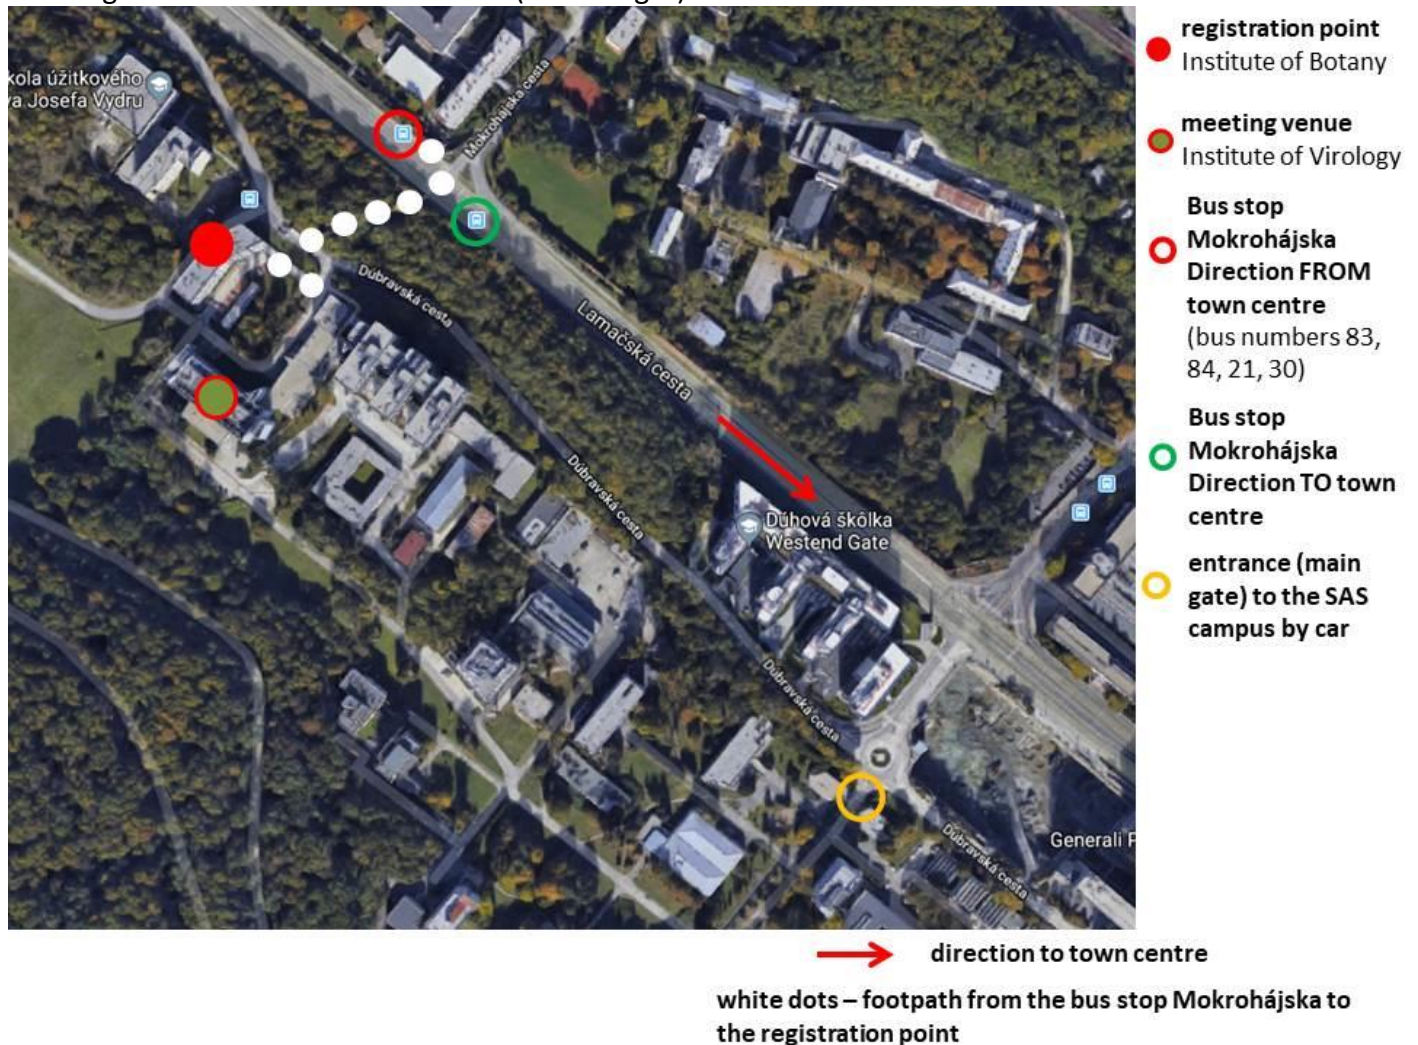 kola úžitkového
va Josefa Vydru
Mokrohájska cesta
Dúbravská cesta
Lamačská cesta
Dúbravská cesta
Dúhová škôlka
Westend Gate
Dúbravská cesta
Generali P
Dúbravská cesta
registration point
Institute of Botany
meeting venue
Institute of Virology
Bus stop
Mokrohájska
Direction FROM
town centre
(bus numbers 83,
84, 21, 30)
Bus stop
Mokrohájska
Direction TO town
centre
entrance (main
gate) to the SAS
campus by car
direction to town centre
white dots – footpath from the bus stop Mokrohájska to
the registration point